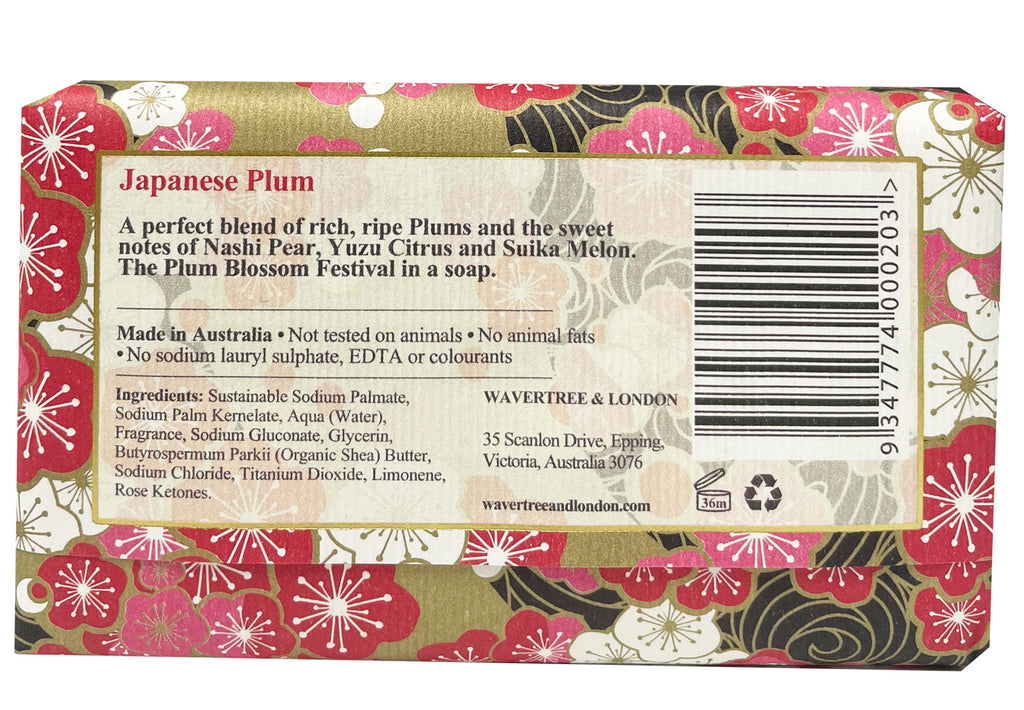 Japanese Plum
A perfect blend of rich, ripe Plums and the sweet
notes of Nashi Pear, Yuzu Citrus and Suika Melon.
The Plum Blossom Festival in a soap.
Made in Australia • Not tested on animals • No animal fats
• No sodium lauryl sulphate, EDTA or colourants
Ingredients: Sustainable Sodium Palmate,
Sodium Palm Kernelate, Aqua (Water),
Fragrance, Sodium Gluconate, Glycerin,
Butyrospermum Parkii (Organic Shea) Butter,
Sodium Chloride, Titanium Dioxide, Limonene,
Rose Ketones.
WAVERTREE & LONDON
35 Scanlon Drive, Epping,
Victoria, Australia 3076
wavertreeandlondon.com
36m
9 347774 000203 >